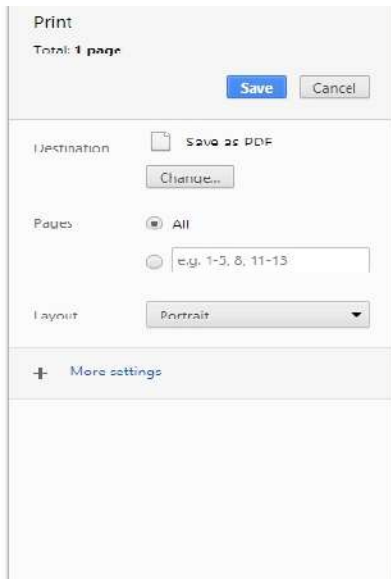 Print
Total: 1 page
Save Cancel
Destination Save as PDF
Change...
Pages All
e.g. 1-5, 8, 11-13
Layout Portrait
+ More settings